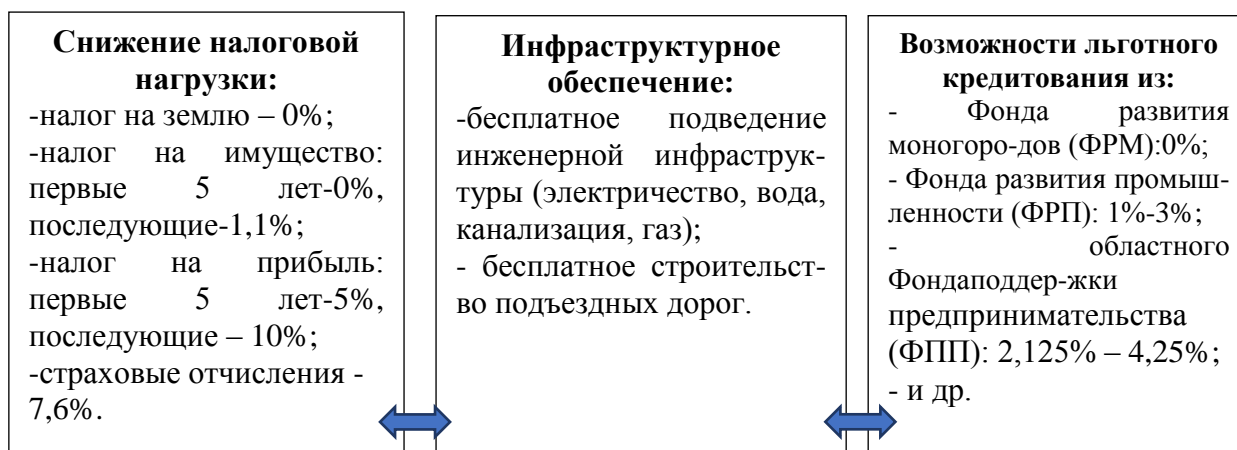 Снижение налоговой
нагрузки:
-налог на землю – 0%;
-налог на имущество:
первые 5 лет-0%,
последующие-1,1%;
-налог на прибыль:
первые 5 лет-5%,
последующие – 10%;
-страховые отчисления -
7,6%.
Инфраструктурное
обеспечение:
-бесплатное подведение
инженерной инфраструк-
туры (электричество, вода,
канализация, газ);
- бесплатное строительст-
во подъездных дорог.
Возможности льготного
кредитования из:
- Фонда развития
моногоро-дов (ФРМ):0%;
- Фонда развития промыш-
ленности (ФРП): 1%-3%;
- областного
Фондаподдер-жки
предпринимательства
(ФПП): 2,125% – 4,25%;
- и др.